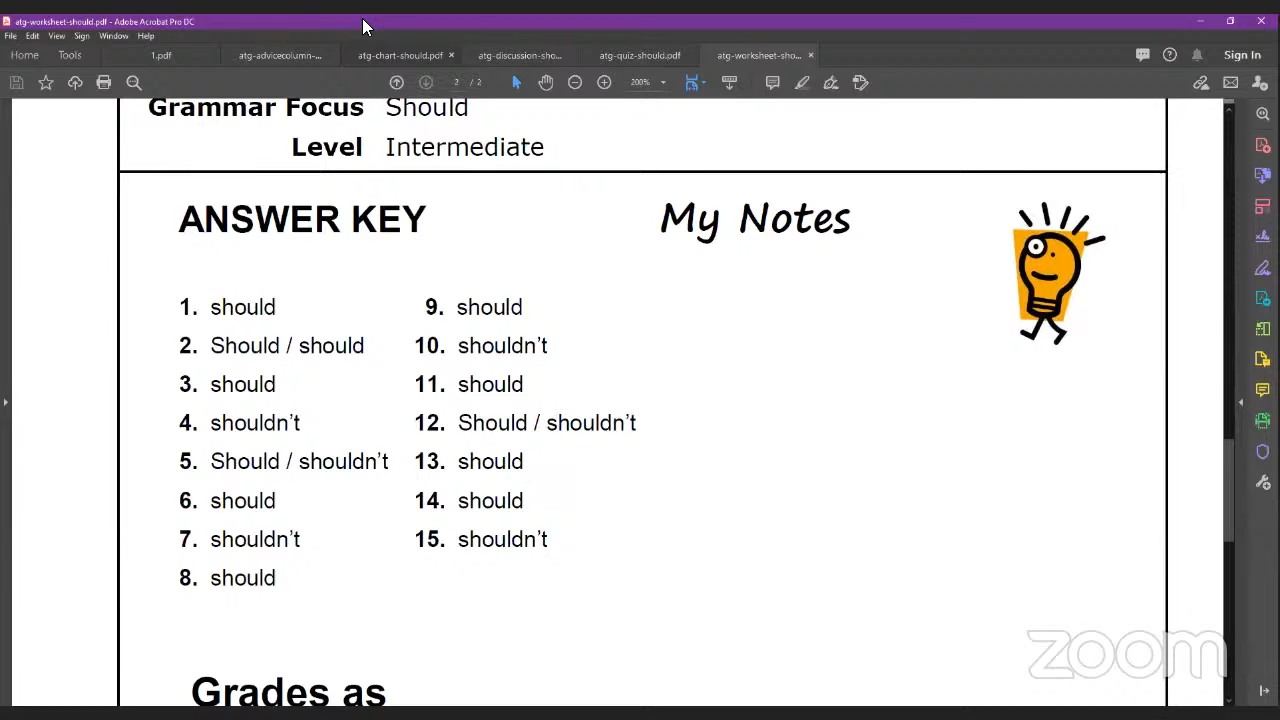 atg-worksheet-should.pdf - Adobe Acrobat Pro DC
File Edit View Sign Window Help
Home Tools 1.pdf atg-advicecolumn-... atg-chart-should.pdf × atg-discussion-sho... atg-quiz-should.pdf atg-worksheet-sho... × Sign In
2 / 2 200%
Grammar Focus Should
Level Intermediate
ANSWER KEY
My Notes
1. should
2. Should / should
3. should
4. shouldn't
5. Should / shouldn't
6. should
7. shouldn't
8. should
9. should
10. shouldn't
11. should
12. Should / shouldn't
13. should
14. should
15. shouldn't
Grades as
zoom